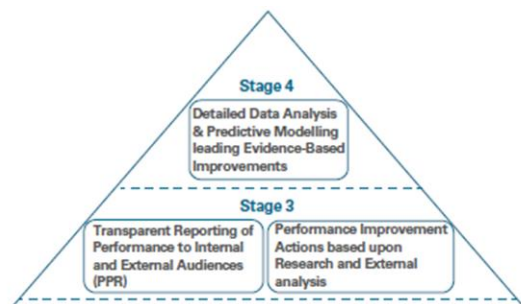 Stage 4
Detailed Data Analysis
& Predictive Modelling
leading Evidence-Based
Improvements
Stage 3
Transparent Reporting of
Performance to Internal
and External Audiences
(PPR)
Performance Improvement
Actions based upon
Research and External
analysis